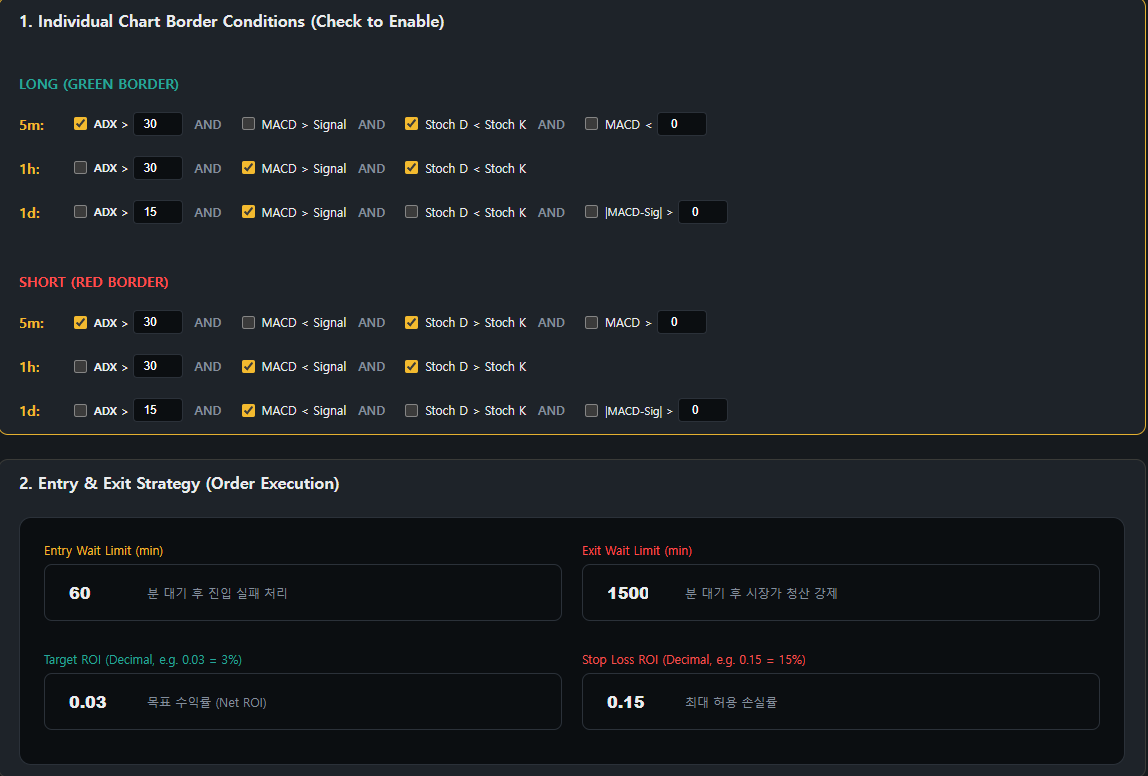 1. Individual Chart Border Conditions (Check to Enable)
LONG (GREEN BORDER)
5m: ADX > 30 AND MACD > Signal AND Stoch D < Stoch K AND MACD < 0
1h: ADX > 30 AND MACD > Signal AND Stoch D < Stoch K
1d: ADX > 15 AND MACD > Signal AND Stoch D < Stoch K AND |MACD-Sig| > 0
SHORT (RED BORDER)
5m: ADX > 30 AND MACD < Signal AND Stoch D > Stoch K AND MACD > 0
1h: ADX > 30 AND MACD < Signal AND Stoch D > Stoch K
1d: ADX > 15 AND MACD < Signal AND Stoch D > Stoch K AND |MACD-Sig| > 0
2. Entry & Exit Strategy (Order Execution)
Entry Wait Limit (min) Exit Wait Limit (min)
60 분 대기 후 진입 실패 처리 1500 분 대기 후 시장가 청산 강제
Target ROI (Decimal, e.g. 0.03 = 3%) Stop Loss ROI (Decimal, e.g. 0.15 = 15%)
0.03 목표 수익률 (Net ROI) 0.15 최대 허용 손실률